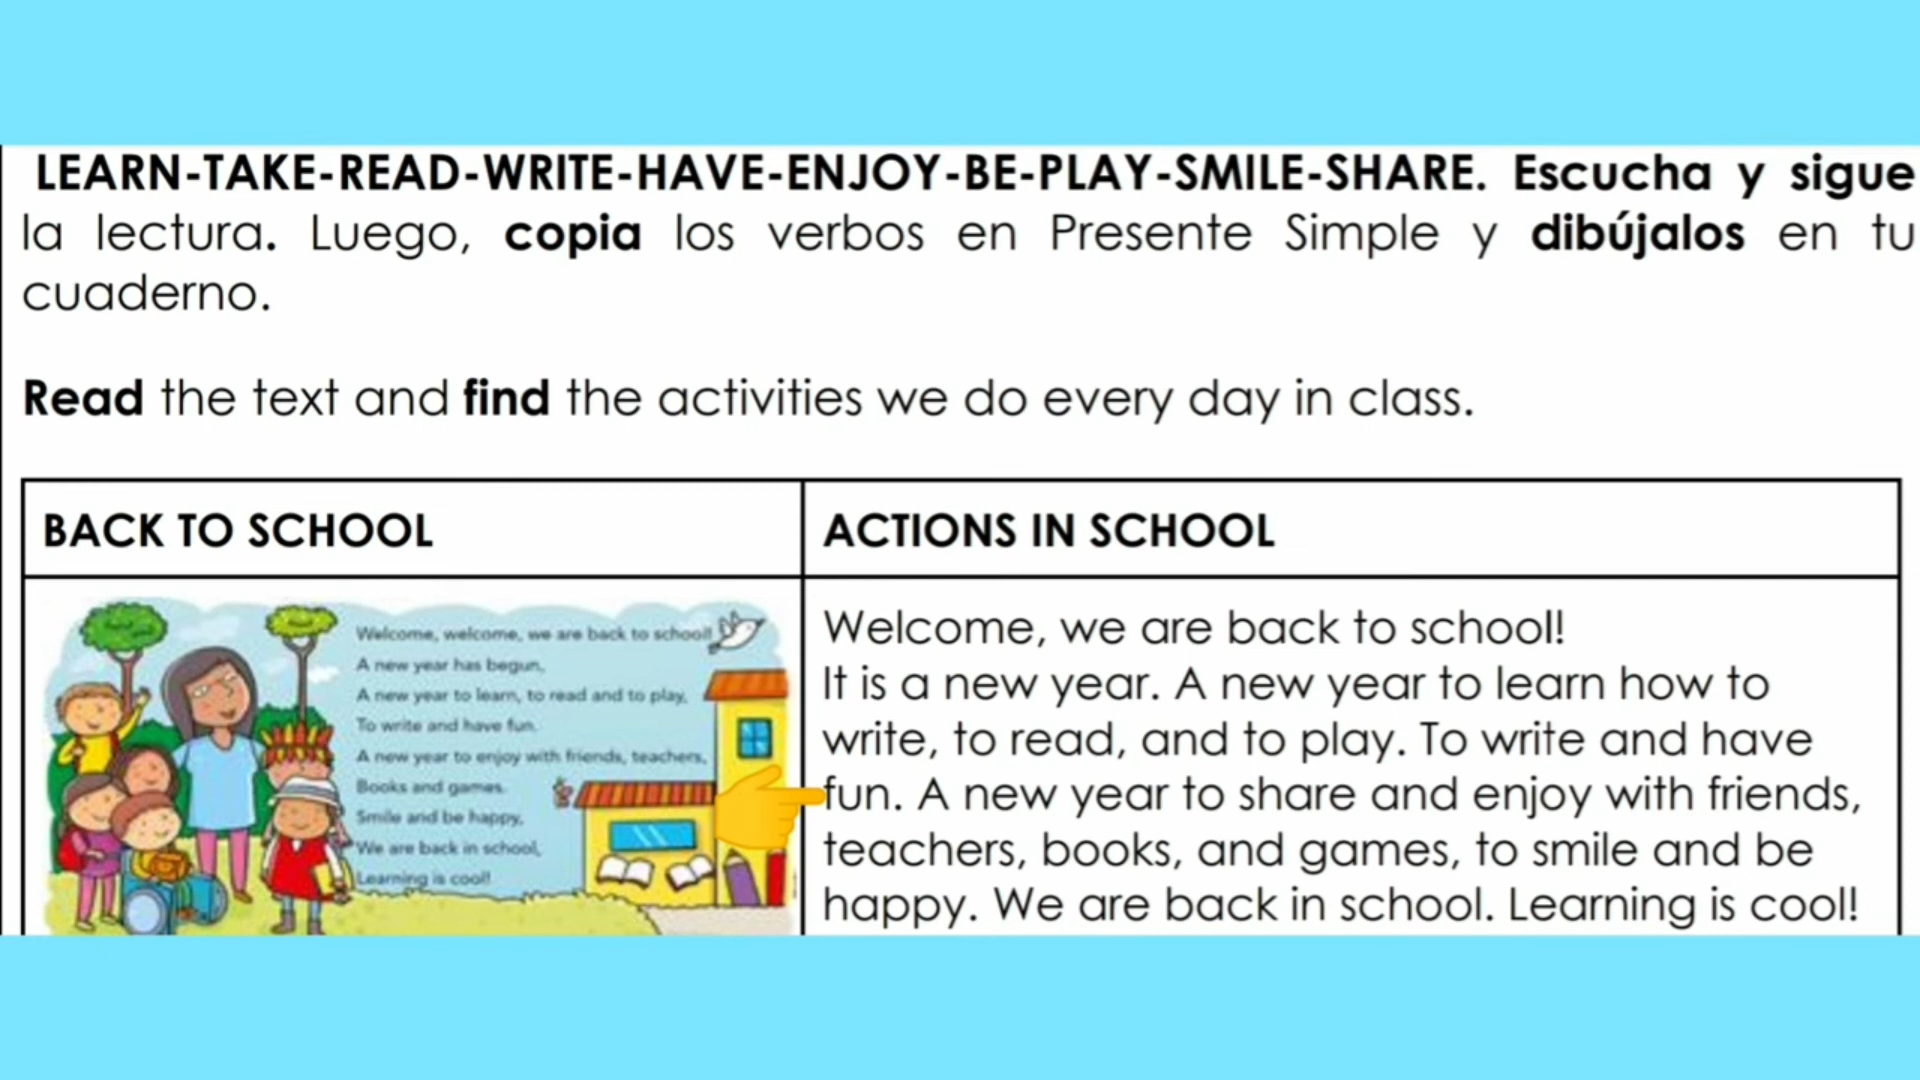 LEARN-TAKE-READ-WRITE-HAVE-ENJOY-BE-PLAY-SMILE-SHARE. Escucha y sigue
la lectura. Luego, copia los verbos en Presente Simple y dibújalos en tu
cuaderno.
Read the text and find the activities we do every day in class.
BACK TO SCHOOL
ACTIONS IN SCHOOL
Welcome, welcome, we are back to school!
A new year has begun,
A new year to learn, to read and to play,
To write and have fun.
A new year to enjoy with friends, teachers,
Books and games.
Smile and be happy,
We are back in school,
Learning is cool!
Welcome, we are back to school!
It is a new year. A new year to learn how to
write, to read, and to play. To write and have
fun. A new year to share and enjoy with friends,
teachers, books, and games, to smile and be
happy. We are back in school. Learning is cool!